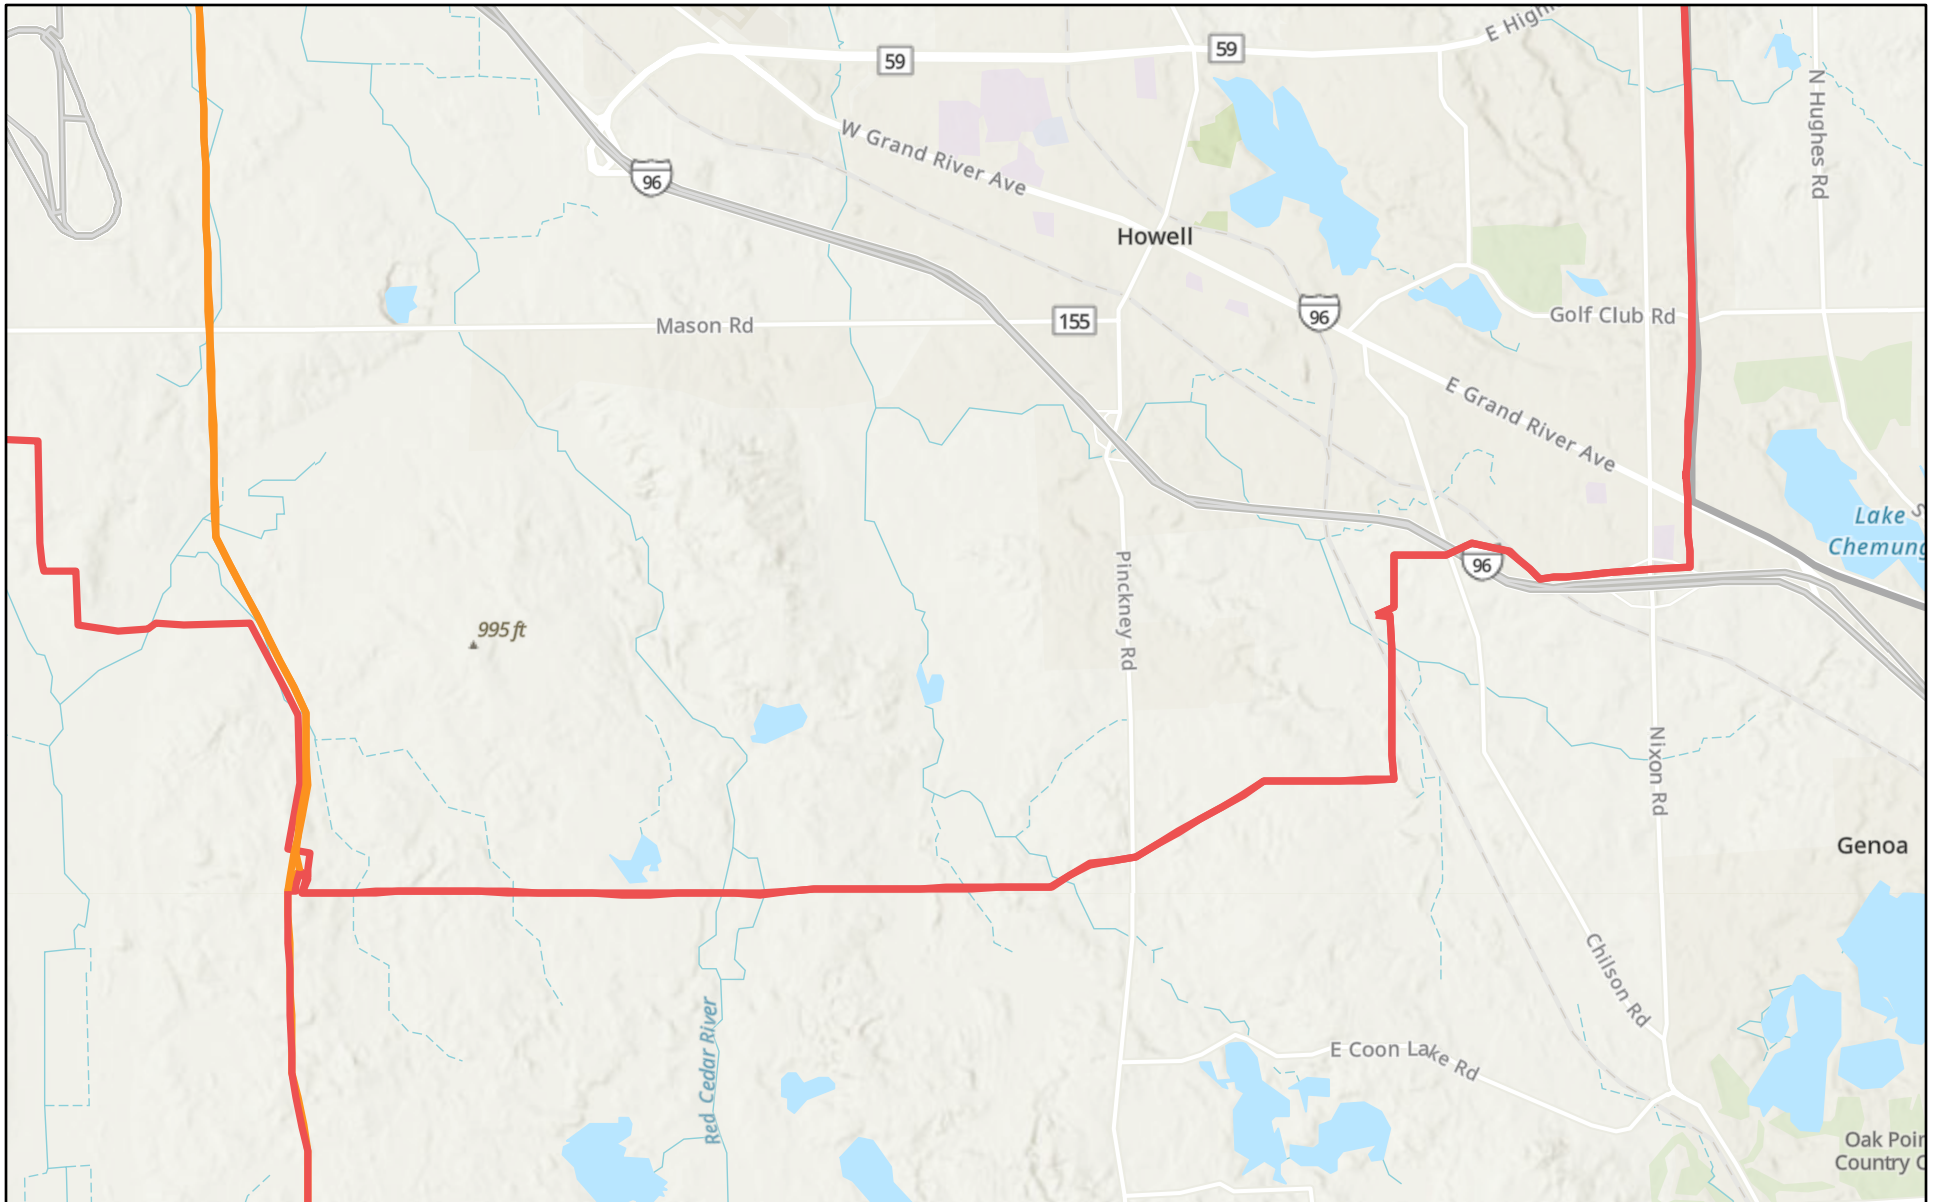 E High
59
59
N Hughes Rd
W Grand River Ave
96
Howell
96
155
Mason Rd
Golf Club Rd
E Grand River Ave
Lake
Chemung
S
Pinckney Rd
96
995 ft
Nixon Rd
Genoa
Chilson Rd
Red Cedar River
E Coon Lake Rd
Oak Poin
Country C